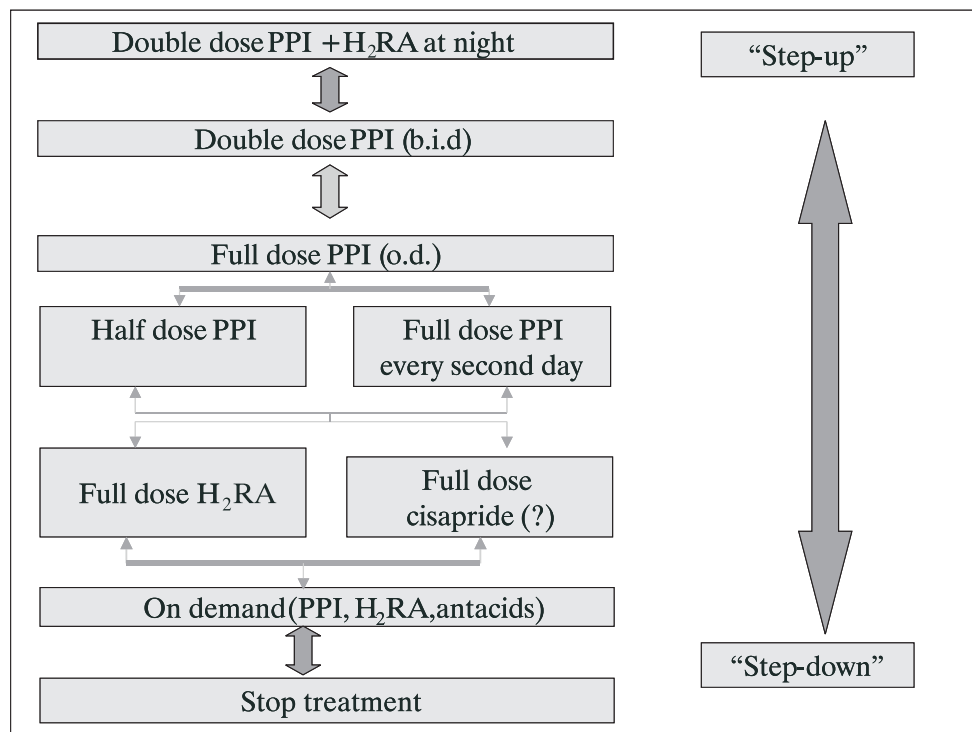 Double dose PPI + H₂RA at night
"Step-up"
Double dose PPI (b.i.d)
Full dose PPI (o.d.)
Half dose PPI
Full dose PPI
every second day
Full dose H₂RA
Full dose
cisapride (?)
On demand (PPI, H₂RA, antacids)
"Step-down"
Stop treatment